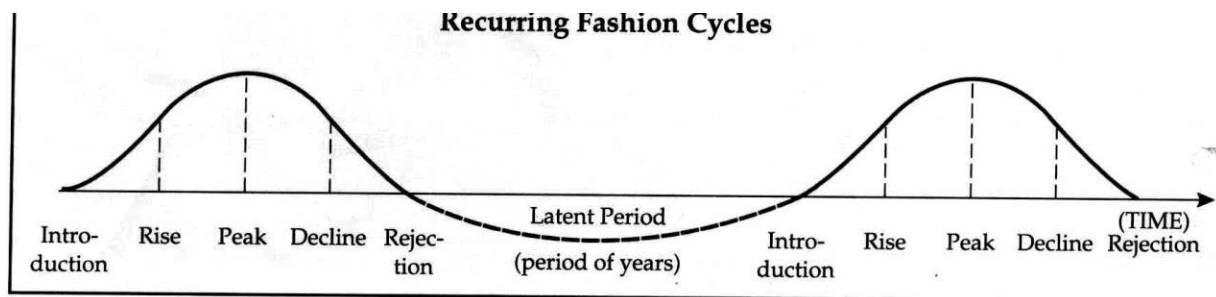 Recurring Fashion Cycles
Latent Period
(period of years)
Intro-
duction
Rise
Peak
Decline
Rejec-
tion
Intro-
duction
Rise
Peak
Decline
(TIME)
Rejection